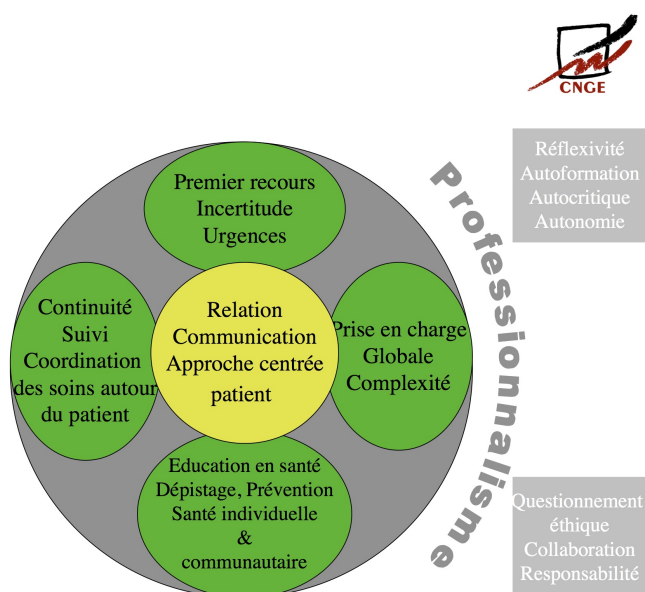 CNGE
Réflexivité
Autoformation
Autocritique
Autonomie
Professionnalisme
Premier recours
Incertitude
Urgences
Continuité
Suivi
Coordination
des soins autour
du patient
Relation
Communication
Approche centrée
patient
Prise en charge
Globale
Complexité
Education en santé
Dépistage, Prévention
Santé individuelle
&
communautaire
Questionnement
éthique
Collaboration
Responsabilité